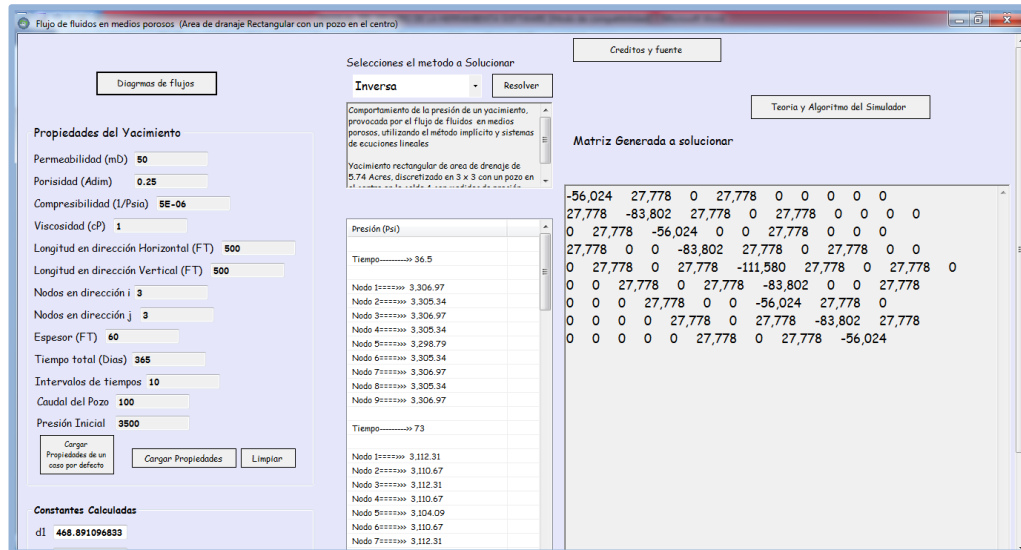 Flujo de fluidos en medios porosos (Area de drenaje Rectangular con un pozo en el centro)
Creditos y fuente
Selecciones el metodo a Solucionar
Diagrmas de flujos
Inversa
Resolver
Teoria y Algoritmo del Simulador
Comportamiento de la presión de un yacimiento,
provocada por el flujo de fluidos en medios
porosos, utilizando el método implícito y sistemas
de ecuciones lineales
Yacimiento rectangular de area de drenaje de
5.74 Acres, discretizado en 3 x 3 con un pozo en
Matriz Generada a solucionar
Propiedades del Yacimiento
Permeabilidad (mD) 50
Porisidad (Adim) 0.25
Compresibilidad (1/Psia) 5E-06
Viscosidad (cP) 1
Longitud en dirección Horizontal (FT) 500
Longitud en dirección Vertical (FT) 500
Nodos en dirección i 3
Nodos en dirección j 3
Espesor (FT) 60
Tiempo total (Dias) 365
Intervalos de tiempos 10
Caudal del Pozo 100
Presión Inicial 3500
Cargar
Propiedades de un
caso por defecto
Cargar Propiedades
Limpiar
Constantes Calculadas
d1 468.891096833
Presión (Psi)
Tiempo--------->> 36.5
Nodo 1====>>> 3,306.97
Nodo 2====>>> 3,305.34
Nodo 3====>>> 3,306.97
Nodo 4====>>> 3,305.34
Nodo 5====>>> 3,298.79
Nodo 6====>>> 3,305.34
Nodo 7====>>> 3,306.97
Nodo 8====>>> 3,305.34
Nodo 9====>>> 3,306.97
Tiempo--------->> 73
Nodo 1====>>> 3,112.31
Nodo 2====>>> 3,110.67
Nodo 3====>>> 3,112.31
Nodo 4====>>> 3,110.67
Nodo 5====>>> 3,104.09
Nodo 6====>>> 3,110.67
Nodo 7====>>> 3,112.31
-56,024 27,778 0 27,778 0 0 0 0 0
27,778 -83,802 27,778 0 27,778 0 0 0 0
0 27,778 -56,024 0 0 27,778 0 0 0
27,778 0 0 -83,802 27,778 0 27,778 0 0
0 27,778 0 27,778 -111,580 27,778 0 27,778 0
0 0 27,778 0 27,778 -83,802 0 0 27,778
0 0 0 27,778 0 0 -56,024 27,778 0
0 0 0 0 27,778 0 27,778 -83,802 27,778
0 0 0 0 0 27,778 0 27,778 -56,024